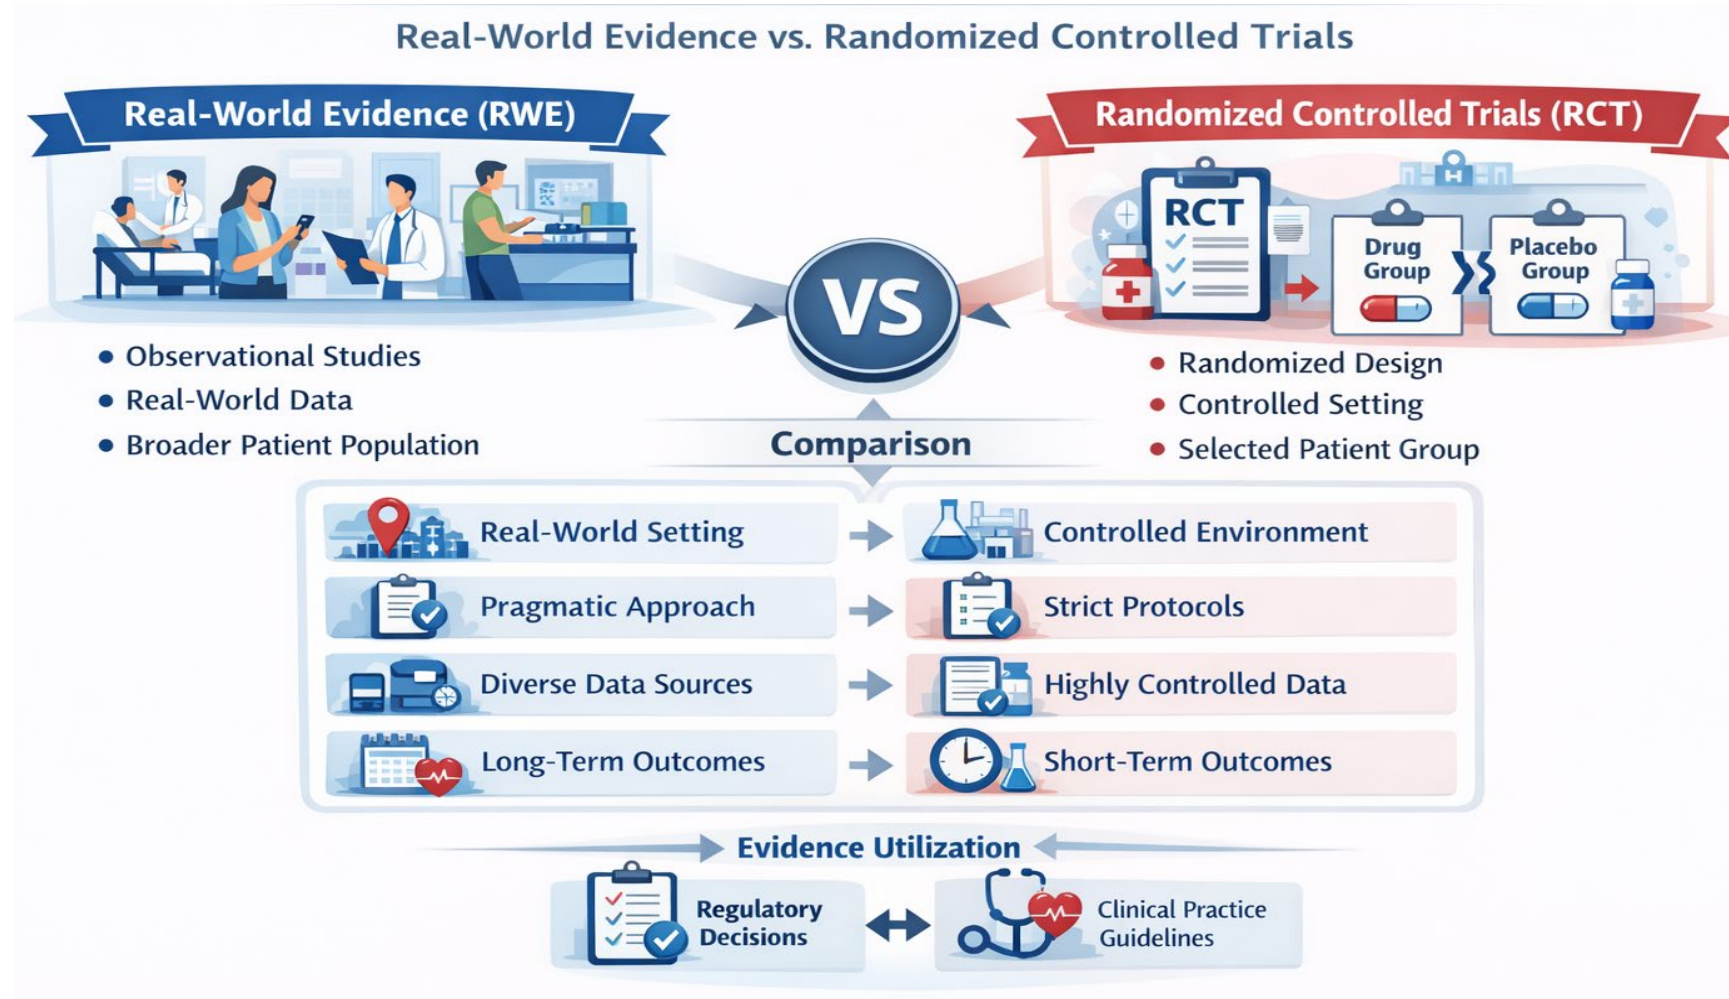 Real-World Evidence vs. Randomized Controlled Trials
Real-World Evidence (RWE)
Randomized Controlled Trials (RCT)
RCT
Drug
Group
Placebo
Group
VS
• Observational Studies
• Real-World Data
• Broader Patient Population
• Randomized Design
• Controlled Setting
• Selected Patient Group
Comparison
Real-World Setting
Controlled Environment
Pragmatic Approach
Strict Protocols
Diverse Data Sources
Highly Controlled Data
Long-Term Outcomes
Short-Term Outcomes
Evidence Utilization
Regulatory
Decisions
Clinical Practice
Guidelines